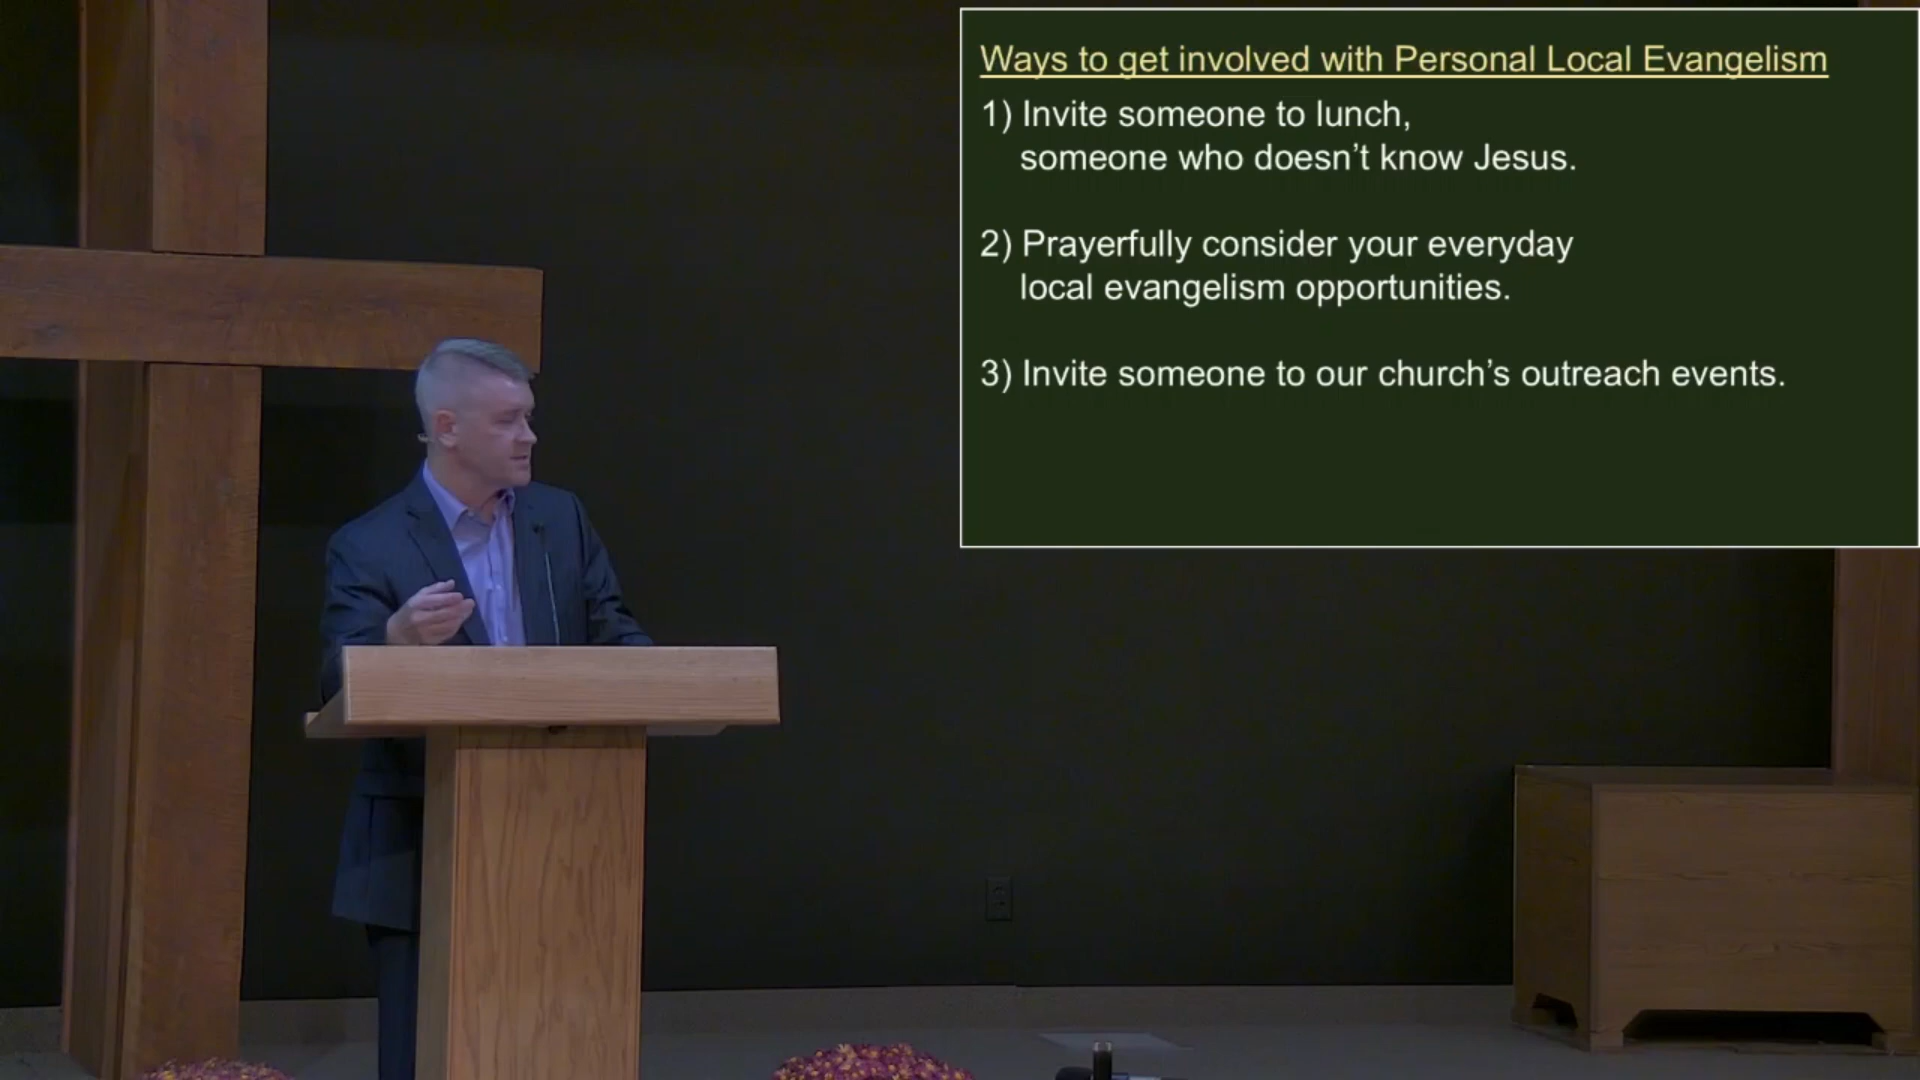 Ways to get involved with Personal Local Evangelism
1) Invite someone to lunch,
someone who doesn’t know Jesus.
2) Prayerfully consider your everyday
local evangelism opportunities.
3) Invite someone to our church’s outreach events.